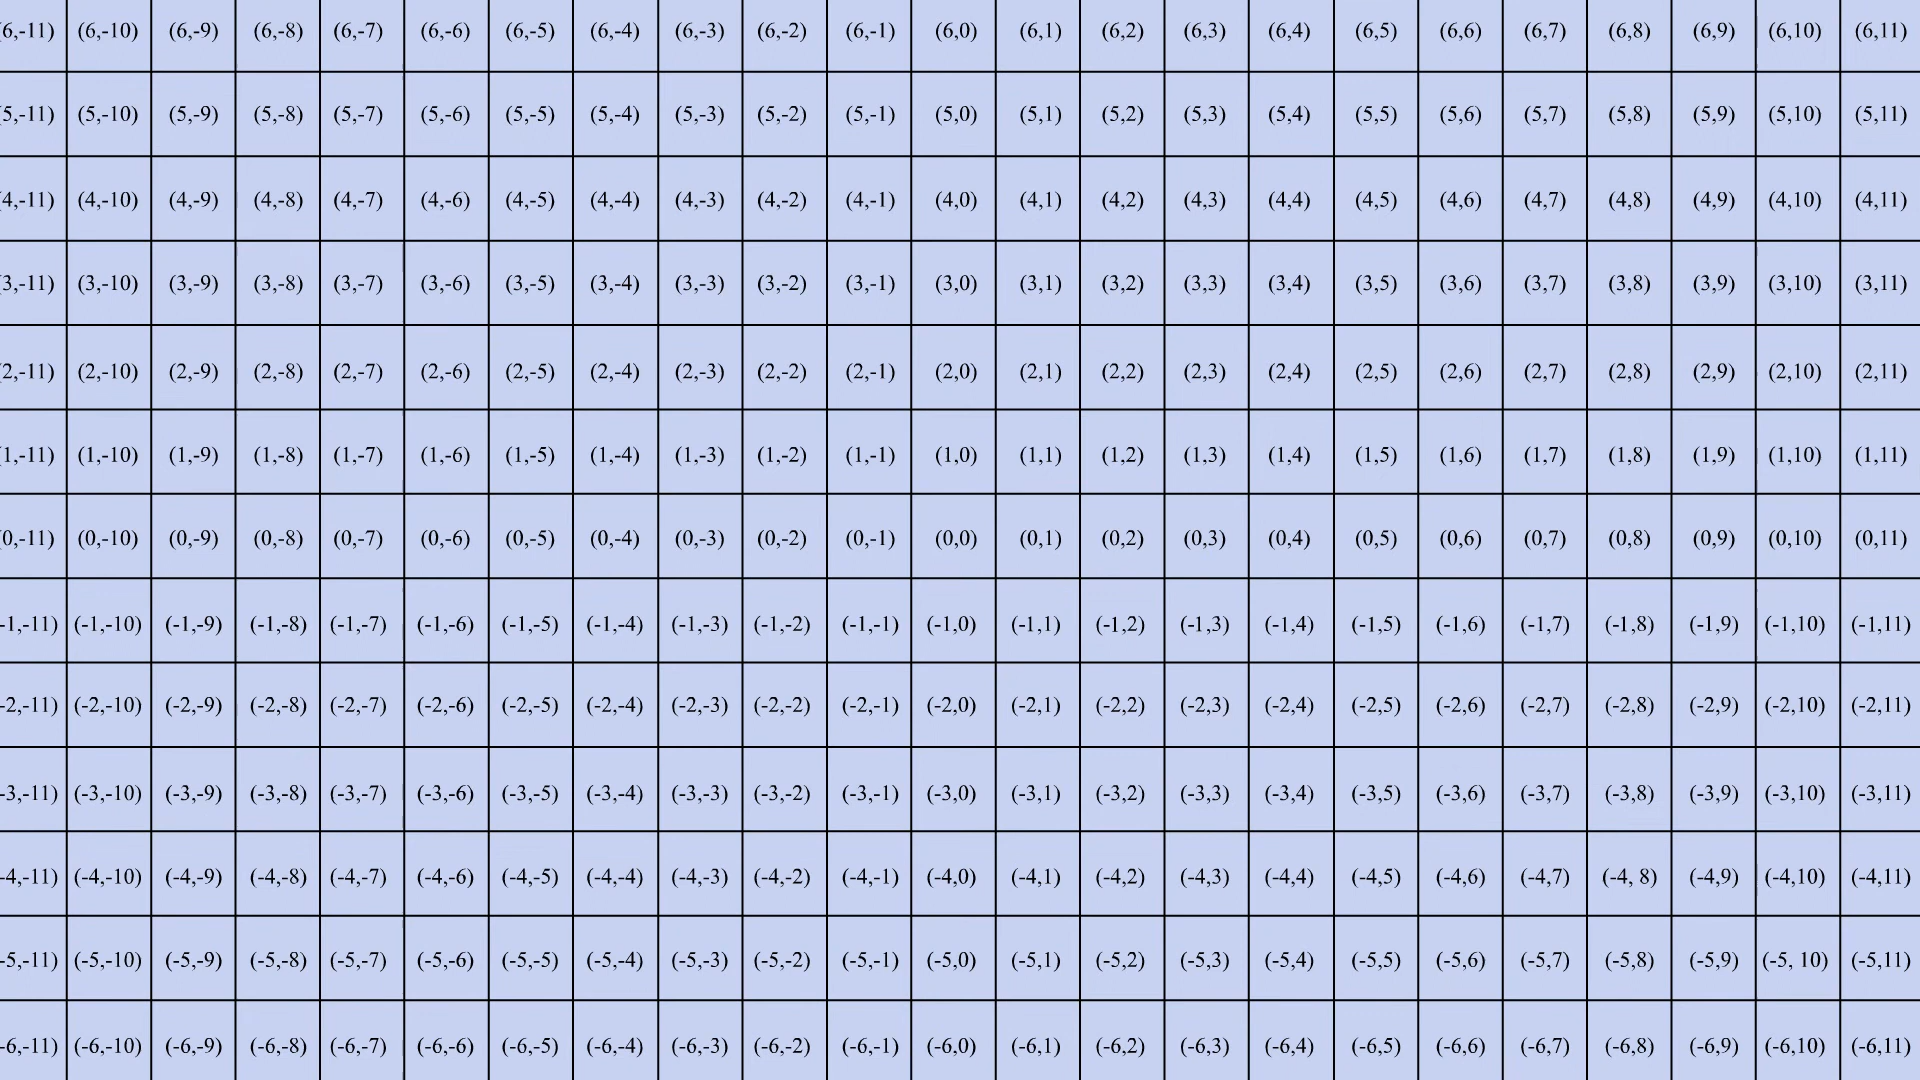 (6,-11) (6,-10) (6,-9) (6,-8) (6,-7) (6,-6) (6,-5) (6,-4) (6,-3) (6,-2) (6,-1) (6,0) (6,1) (6,2) (6,3) (6,4) (6,5) (6,6) (6,7) (6,8) (6,9) (6,10) (6,11)
(5,-11) (5,-10) (5,-9) (5,-8) (5,-7) (5,-6) (5,-5) (5,-4) (5,-3) (5,-2) (5,-1) (5,0) (5,1) (5,2) (5,3) (5,4) (5,5) (5,6) (5,7) (5,8) (5,9) (5,10) (5,11)
(4,-11) (4,-10) (4,-9) (4,-8) (4,-7) (4,-6) (4,-5) (4,-4) (4,-3) (4,-2) (4,-1) (4,0) (4,1) (4,2) (4,3) (4,4) (4,5) (4,6) (4,7) (4,8) (4,9) (4,10) (4,11)
(3,-11) (3,-10) (3,-9) (3,-8) (3,-7) (3,-6) (3,-5) (3,-4) (3,-3) (3,-2) (3,-1) (3,0) (3,1) (3,2) (3,3) (3,4) (3,5) (3,6) (3,7) (3,8) (3,9) (3,10) (3,11)
(2,-11) (2,-10) (2,-9) (2,-8) (2,-7) (2,-6) (2,-5) (2,-4) (2,-3) (2,-2) (2,-1) (2,0) (2,1) (2,2) (2,3) (2,4) (2,5) (2,6) (2,7) (2,8) (2,9) (2,10) (2,11)
(1,-11) (1,-10) (1,-9) (1,-8) (1,-7) (1,-6) (1,-5) (1,-4) (1,-3) (1,-2) (1,-1) (1,0) (1,1) (1,2) (1,3) (1,4) (1,5) (1,6) (1,7) (1,8) (1,9) (1,10) (1,11)
(0,-11) (0,-10) (0,-9) (0,-8) (0,-7) (0,-6) (0,-5) (0,-4) (0,-3) (0,-2) (0,-1) (0,0) (0,1) (0,2) (0,3) (0,4) (0,5) (0,6) (0,7) (0,8) (0,9) (0,10) (0,11)
-1,-11) (-1,-10) (-1,-9) (-1,-8) (-1,-7) (-1,-6) (-1,-5) (-1,-4) (-1,-3) (-1,-2) (-1,-1) (-1,0) (-1,1) (-1,2) (-1,3) (-1,4) (-1,5) (-1,6) (-1,7) (-1,8) (-1,9) (-1,10) (-1,11)
-2,-11) (-2,-10) (-2,-9) (-2,-8) (-2,-7) (-2,-6) (-2,-5) (-2,-4) (-2,-3) (-2,-2) (-2,-1) (-2,0) (-2,1) (-2,2) (-2,3) (-2,4) (-2,5) (-2,6) (-2,7) (-2,8) (-2,9) (-2,10) (-2,11)
-3,-11) (-3,-10) (-3,-9) (-3,-8) (-3,-7) (-3,-6) (-3,-5) (-3,-4) (-3,-3) (-3,-2) (-3,-1) (-3,0) (-3,1) (-3,2) (-3,3) (-3,4) (-3,5) (-3,6) (-3,7) (-3,8) (-3,9) (-3,10) (-3,11)
-4,-11) (-4,-10) (-4,-9) (-4,-8) (-4,-7) (-4,-6) (-4,-5) (-4,-4) (-4,-3) (-4,-2) (-4,-1) (-4,0) (-4,1) (-4,2) (-4,3) (-4,4) (-4,5) (-4,6) (-4,7) (-4, 8) (-4,9) (-4,10) (-4,11)
-5,-11) (-5,-10) (-5,-9) (-5,-8) (-5,-7) (-5,-6) (-5,-5) (-5,-4) (-5,-3) (-5,-2) (-5,-1) (-5,0) (-5,1) (-5,2) (-5,3) (-5,4) (-5,5) (-5,6) (-5,7) (-5,8) (-5,9) (-5, 10) (-5,11)
-6,-11) (-6,-10) (-6,-9) (-6,-8) (-6,-7) (-6,-6) (-6,-5) (-6,-4) (-6,-3) (-6,-2) (-6,-1) (-6,0) (-6,1) (-6,2) (-6,3) (-6,4) (-6,5) (-6,6) (-6,7) (-6,8) (-6,9) (-6,10) (-6,11)